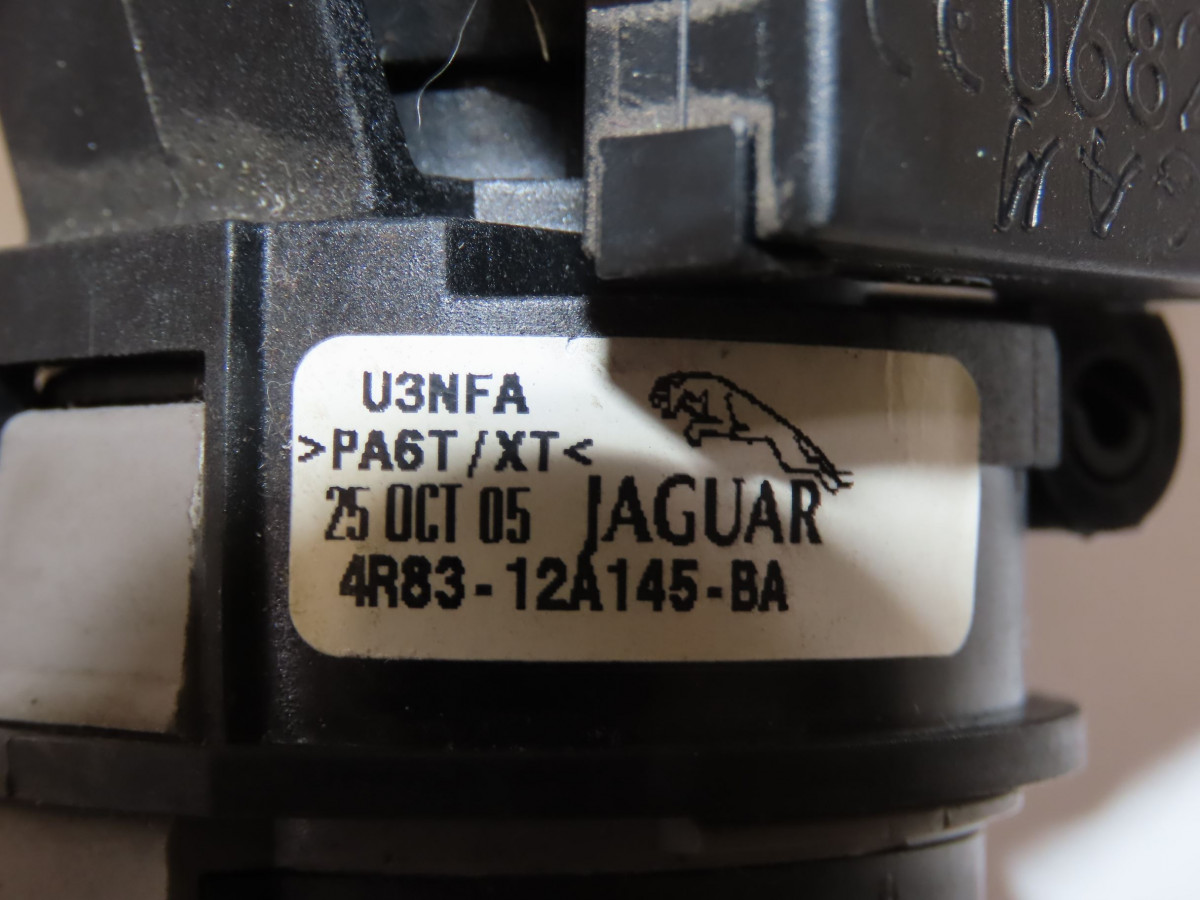 U3NFA
>PA6T/XT<
25 OCT 05
JAGUAR
4R83-12A145-BA